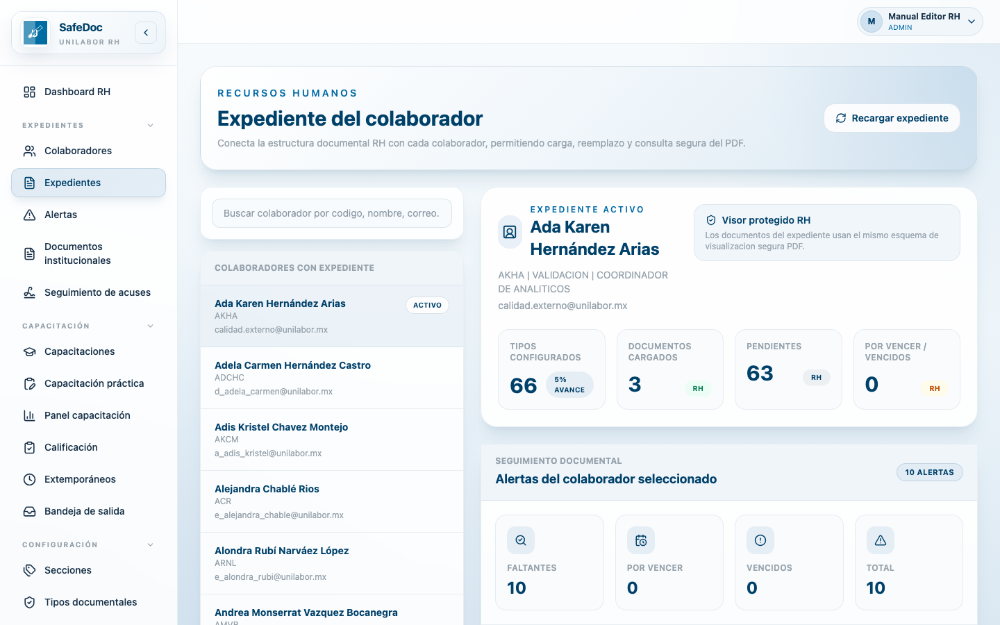 SafeDoc
UNILABOR RH
Dashboard RH
EXPEDIENTES
Colaboradores
Expedientes
Alertas
Documentos
institucionales
Seguimiento de acuses
CAPACITACIÓN
Capacitaciones
Capacitación práctica
Panel capacitación
Calificación
Extemporáneos
Bandeja de salida
CONFIGURACIÓN
Secciones
Tipos documentales
M
Manual Editor RH
ADMIN
RECURSOS HUMANOS
Expediente del colaborador
Conecta la estructura documental RH con cada colaborador, permitiendo carga, reemplazo y consulta segura del PDF.
Recargar expediente
Buscar colaborador por codigo, nombre, correo.
COLABORADORES CON EXPEDIENTE
Ada Karen Hernández Arias
ACTIVO
AKHA
calidad.externo@unilabor.mx
Adela Carmen Hernández Castro
ADCHC
d_adela_carmen@unilabor.mx
Adis Kristel Chavez Montejo
AKCM
a_adis_kristel@unilabor.mx
Alejandra Chablé Rios
ACR
e_alejandra_chable@unilabor.mx
Alondra Rubí Narváez López
ARNL
e_alondra_rubi@unilabor.mx
Andrea Monserrat Vazquez Bocanegra
AMVB
EXPEDIENTE ACTIVO
Ada Karen
Hernández Arias
AKHA | VALIDACION | COORDINADOR
DE ANALITICOS
calidad.externo@unilabor.mx
Visor protegido RH
Los documentos del expediente usan el mismo esquema de
visualizacion segura PDF.
TIPOS
CONFIGURADOS
66
5%
AVANCE
DOCUMENTOS
CARGADOS
3
RH
PENDIENTES
63
RH
POR VENCER /
VENCIDOS
0
RH
SEGUIMIENTO DOCUMENTAL
Alertas del colaborador seleccionado
10 ALERTAS
FALTANTES
10
POR VENCER
0
VENCIDOS
0
TOTAL
10